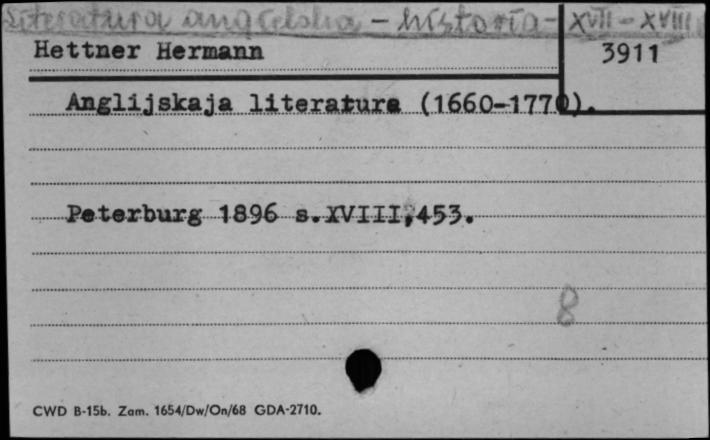 Literatura angielska - historia - XVII - XVIII
Hettner Hermann
3911
Anglijskaja literatura (1660-1770).
Peterburg 1896 s.XVIII,453.
8
CWD B-15b. Zam. 1654/Dw/On/68 GDA-2710.